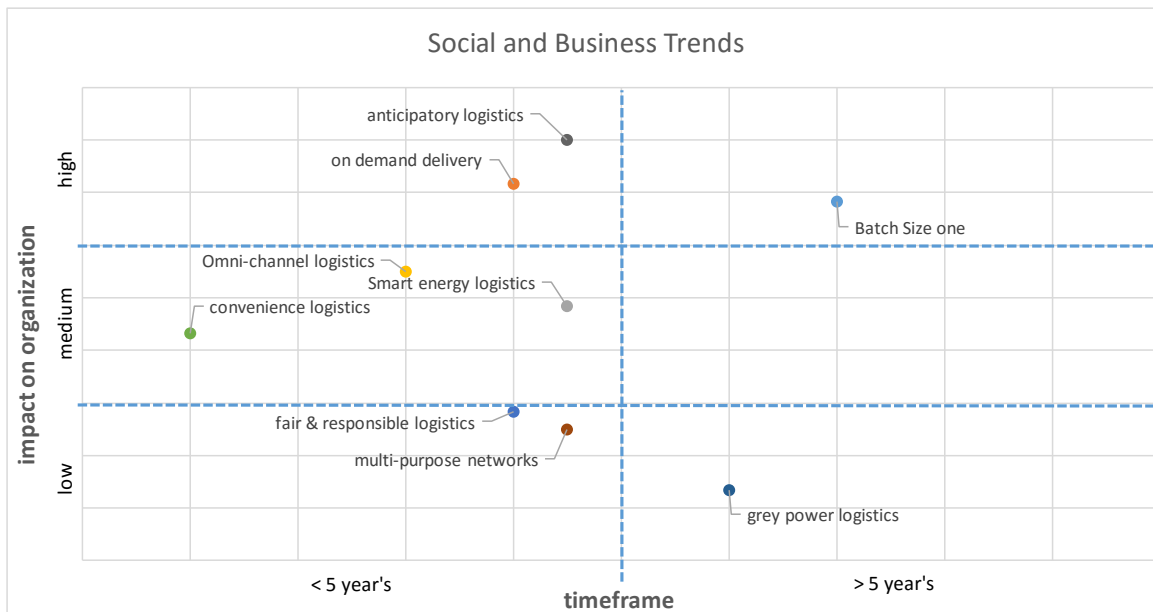 Social and Business Trends
anticipatory logistics
on demand delivery
Batch Size one
Omni-channel logistics
Smart energy logistics
convenience logistics
fair & responsible logistics
multi-purpose networks
grey power logistics
impact on organization
high
medium
low
< 5 year's
> 5 year's
timeframe